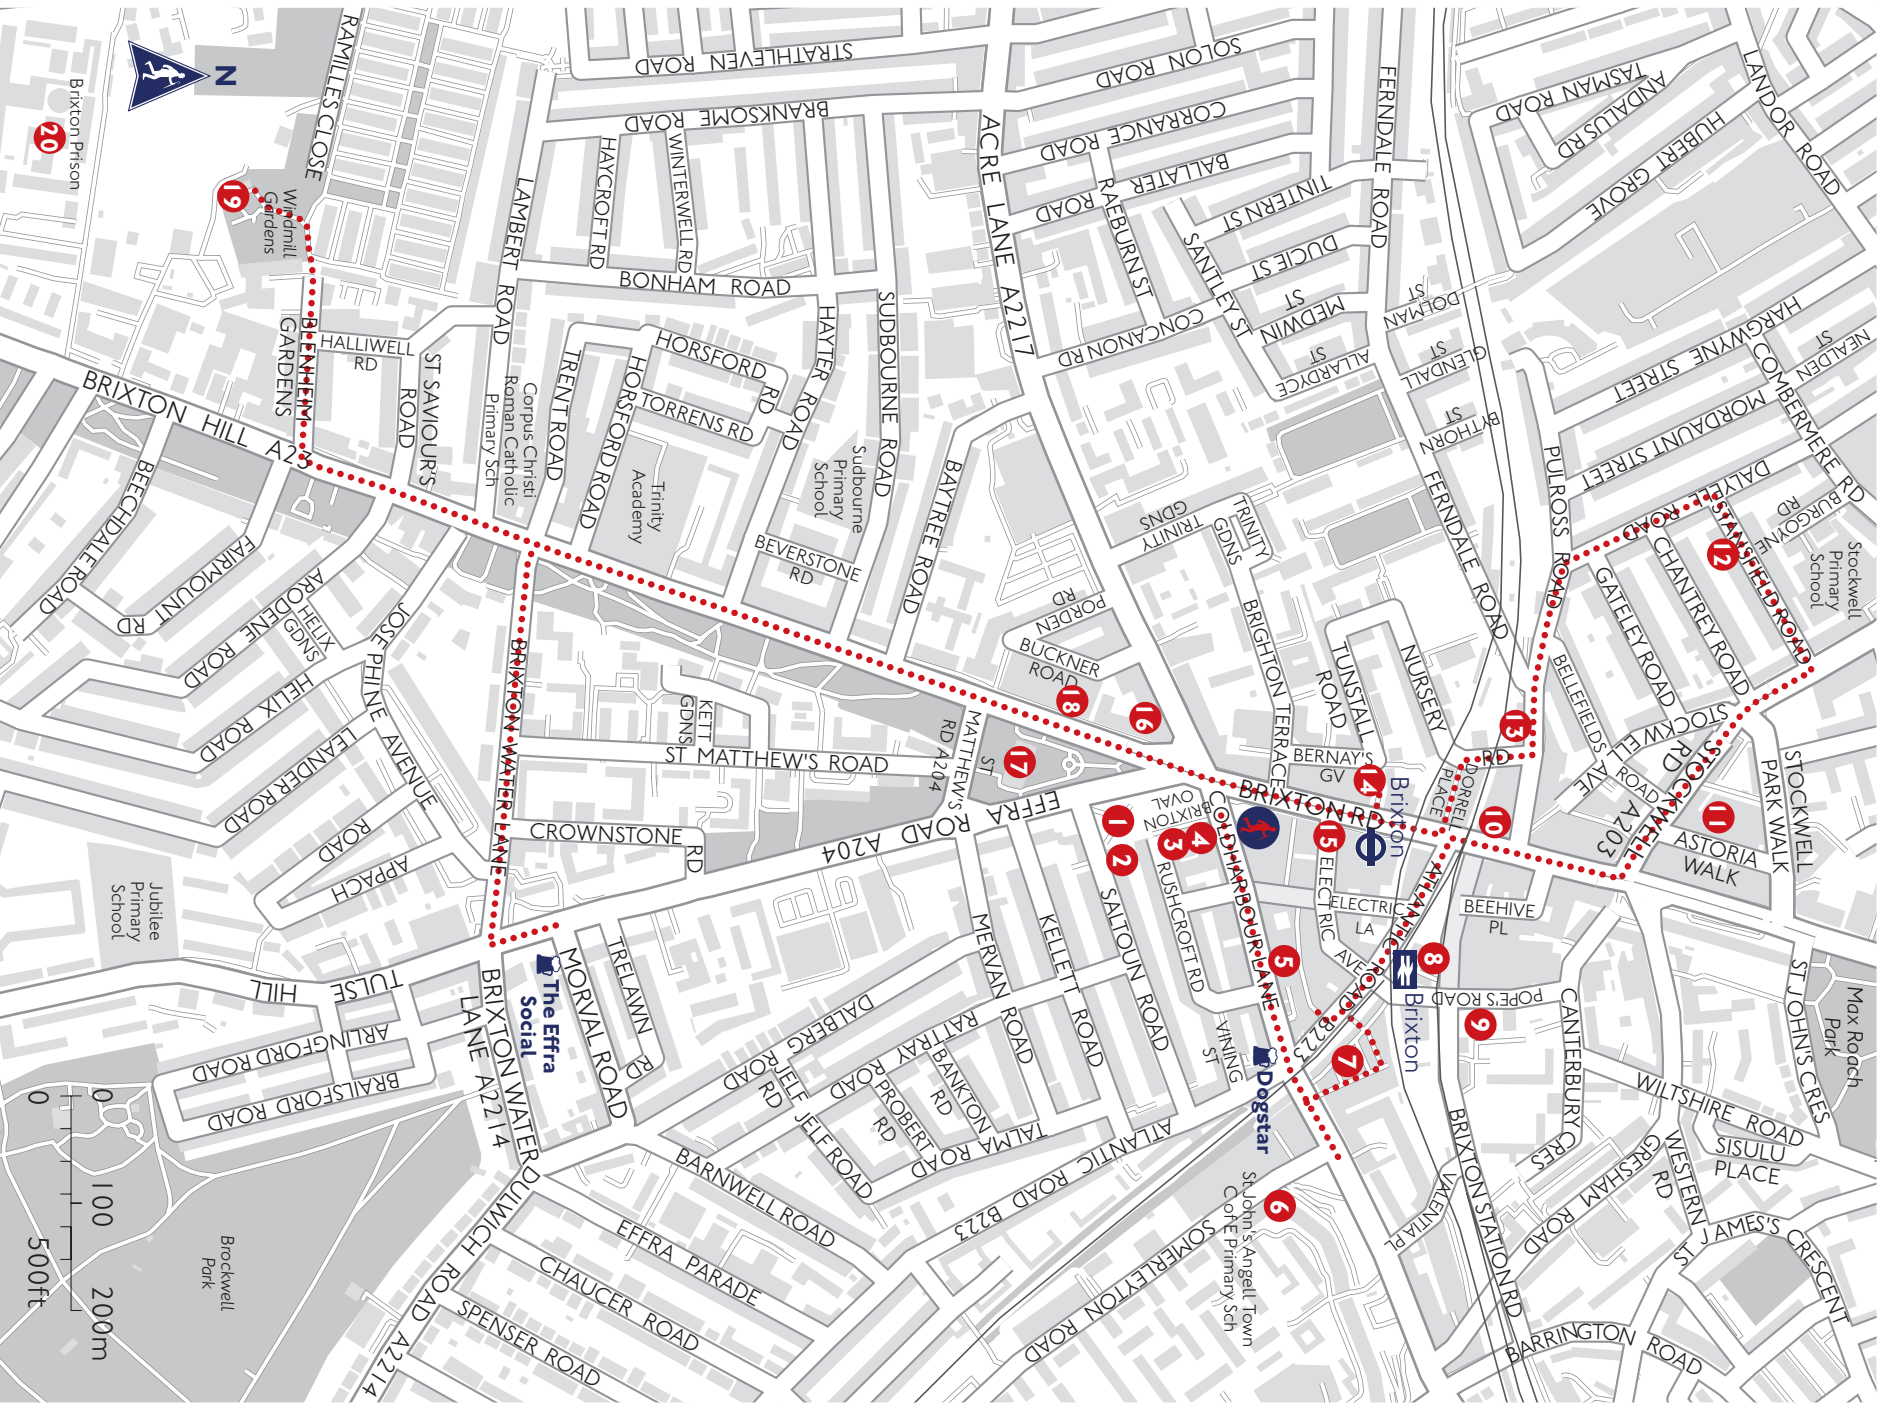 N
Brixton Prison
20
RAMILLES CLOSE
19
Windmill
Gardens
STRATHLEVEN ROAD
BRANKSOME ROAD
HAYCROFT RD
WINTERWELL RD
LAMBERT ROAD
BONHAM ROAD
HAYTER ROAD
SUDBOURNE ROAD
ACRE LANE A2217
SOLON ROAD
CORRANCE ROAD
BALLATER ROAD
RAEBURN ST
TINTERN ST
SANTLEY ST
DUCIE ST
MEDWIN ST
ALLARDYCE ST
CONCANON RD
FERNDALE ROAD
DOLMAN ST
GLENDALL ST
BYTHORN ST
TASMAN ROAD
ANDALUS RD
HUBERT GROVE
LANDOR ROAD
HARGWYNE STREET
NEALDEN ST
COMBERMERE RD
MORDAUNT STREET
DALYELL ROAD
BURGOYNE RD
Stockwell
Primary
School
12
STANSFIELD ROAD
CHANTREY ROAD
GATELEY ROAD
PULROSS ROAD
BELLEFIELDS ROAD
STOCKWELL AVE
STOCKWELL RD A203
STOCKWELL
PARK WALK
11
ASTORIA
WALK
BLENHEIM
GARDENS
HALLIWELL
RD
ST SAVIOUR'S
ROAD
BRIXTON HILL A23
Corpus Christi
Roman Catholic
Primary Sch
TRENT ROAD
HORSFORD ROAD
HORSFORD RD
TORRENS RD
Trinity
Academy
Sudbourne
Primary
School
BEVERSTONE
RD
BAYTREE ROAD
TRINITY
GDNS
TRINITY
GDNS
PORDEN
RD
BUCKNER
ROAD
BRIGHTON TERRACE
TUNSTALL
ROAD
NURSERY RD
FERNDALE ROAD
BERNAY'S
GV
DORREL
PLACE
13
14
10
18
16
17
15
Brixton
BRIXTON RD
BEECHDALE ROAD
FAIRMOUNT RD
ARODENE ROAD
HELIX
GDNS
HELIX ROAD
JOSEPHINE AVENUE
LEANDER ROAD
APPACH ROAD
Jubilee
Primary
School
BRIXTON WATER LANE
KETT
GDNS
ST MATTHEW'S ROAD
CROWNSTONE RD
ST MATTHEW'S RD A204
EFFRA ROAD A204
1
2
3
4
BRIXTON
OVAL
RUSHCROFT RD
COLDHARBOUR LANE
SALTOUN ROAD
KELLETT ROAD
MERVAN ROAD
ELECTRIC AVE
ELECTRIC
LA
ATLANTIC ROAD B223
BEEHIVE
PL
POPE'S ROAD
5
8
9
7
Brixton
VINING
ST
Dogstar
6
St John's Angell Town
C of E Primary Sch
SOMERLEYTON ROAD
ATLANTIC ROAD B223
TALMA ROAD
BANKTON
RD
PROBERT
RD
RATTRAY ROAD
JELF ROAD
JELF
RD
DALBERG ROAD
TRELAWN RD
MORVAL ROAD
The Effra
Social
BRIXTON WATER
LANE A2214
TULSE HILL
ARLINGFORD ROAD
BRAILSFORD ROAD
BARNWELL ROAD
EFFRA PARADE
CHAUCER ROAD
SPENSER ROAD
DULWICH ROAD A2214
Brockwell
Park
0 100 200m
0 500ft
CANTERBURY CRES
WILTSHIRE ROAD
SISULU
PLACE
ST JOHN'S CRES
Max Roach
Park
GRESHAM ROAD
WESTERN
RD
ST JAMES'S CRESCENT
VALENTIA PL
BRIXTON STATION RD
BARRINGTON ROAD